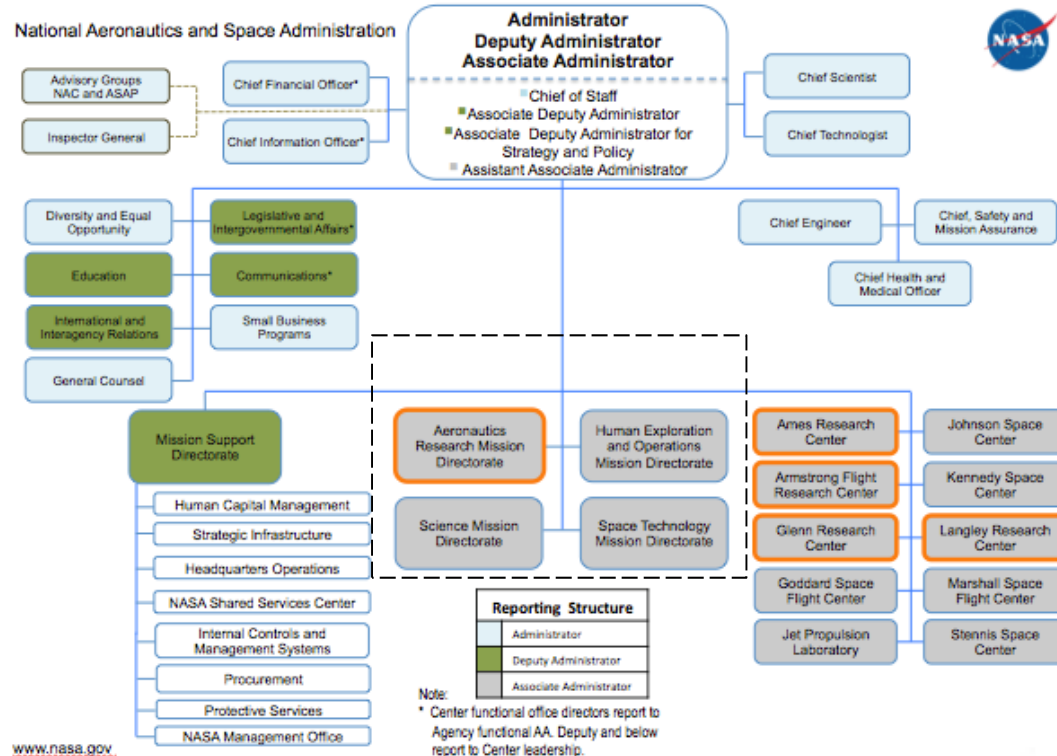 National Aeronautics and Space Administration
Administrator
Deputy Administrator
Associate Administrator
Chief of Staff
Associate Deputy Administrator
Associate Deputy Administrator for
Strategy and Policy
Assistant Associate Administrator
NASA
Advisory Groups
NAC and ASAP
Inspector General
Chief Financial Officer*
Chief Information Officer*
Chief Scientist
Chief Technologist
Diversity and Equal
Opportunity
Legislative and
Intergovernmental Affairs*
Education
Communications*
International and
Interagency Relations
Small Business
Programs
General Counsel
Chief Engineer
Chief, Safety and
Mission Assurance
Chief Health and
Medical Officer
Mission Support
Directorate
Human Capital Management
Strategic Infrastructure
Headquarters Operations
NASA Shared Services Center
Internal Controls and
Management Systems
Procurement
Protective Services
NASA Management Office
Aeronautics
Research Mission
Directorate
Human Exploration
and Operations
Mission Directorate
Science Mission
Directorate
Space Technology
Mission Directorate
Ames Research
Center
Johnson Space
Center
Armstrong Flight
Research Center
Kennedy Space
Center
Glenn Research
Center
Langley Research
Center
Goddard Space
Flight Center
Marshall Space
Flight Center
Jet Propulsion
Laboratory
Stennis Space
Center
Reporting Structure
Administrator
Deputy Administrator
Associate Administrator
Note:
* Center functional office directors report to
Agency functional AA. Deputy and below
report to Center leadership.
www.nasa.gov